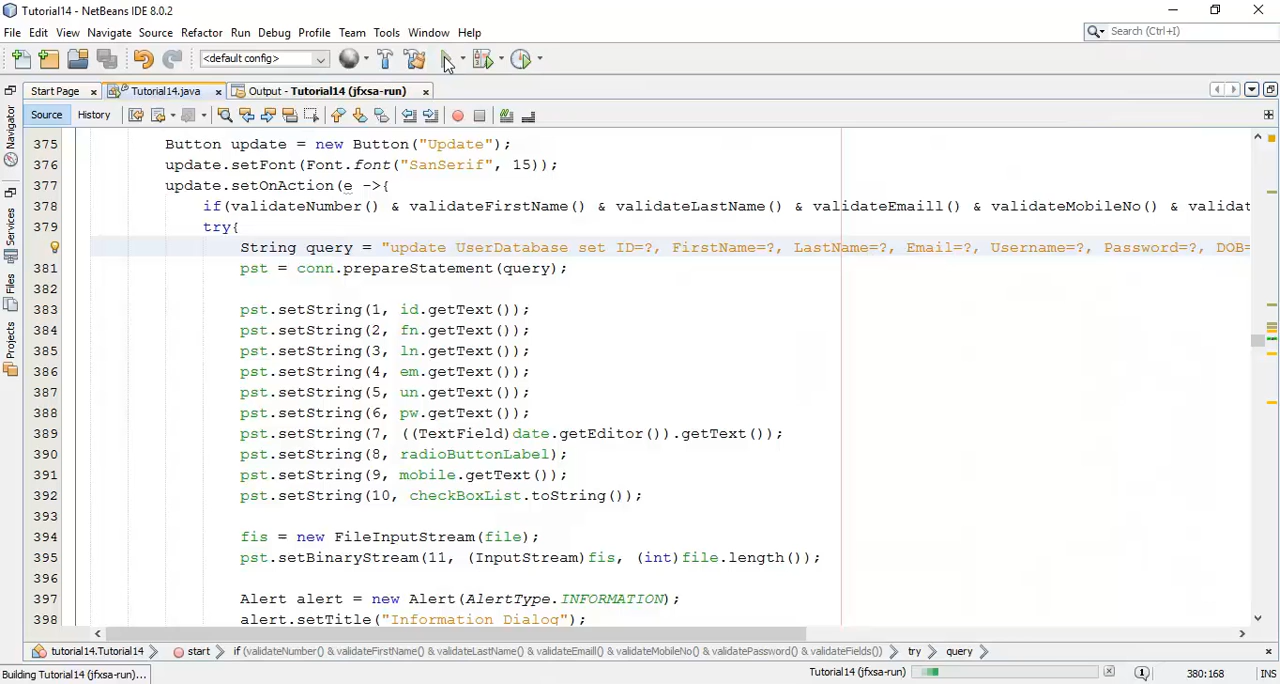 Tutorial14 - NetBeans IDE 8.0.2
File Edit View Navigate Source Refactor Run Debug Profile Team Tools Window Help
Search (Ctrl+I)
<default config>
Start Page Tutorial14.java Output - Tutorial14 (jfxsa-run)
Source History
Navigator
Services
Files
Projects
375 Button update = new Button("Update");
376 update.setFont(Font.font("SanSerif", 15));
377 update.setOnAction(e ->{
378 if(validateNumber() & validateFirstName() & validateLastName() & validateEmaill() & validateMobileNo() & validat
379 try{
String query = "update UserDatabase set ID=?, FirstName=?, LastName=?, Email=?, Username=?, Password=?, DOB=
381 pst = conn.prepareStatement(query);
382
383 pst.setString(1, id.getText());
384 pst.setString(2, fn.getText());
385 pst.setString(3, ln.getText());
386 pst.setString(4, em.getText());
387 pst.setString(5, un.getText());
388 pst.setString(6, pw.getText());
389 pst.setString(7, ((TextField)date.getEditor()).getText());
390 pst.setString(8, radioButtonLabel);
391 pst.setString(9, mobile.getText());
392 pst.setString(10, checkBoxList.toString());
393
394 fis = new FileInputStream(file);
395 pst.setBinaryStream(11, (InputStream)fis, (int)file.length());
396
397 Alert alert = new Alert(AlertType.INFORMATION);
398 alert.setTitle("Information Dialog");
tutorial14.Tutorial14 start if (validateNumber() & validateFirstName() & validateLastName() & validateEmaill() & validateMobileNo() & validatePassword() & validateFields()) try query
Building Tutorial14 (jfxsa-run)... Tutorial14 (jfxsa-run) 1 380:168 INS